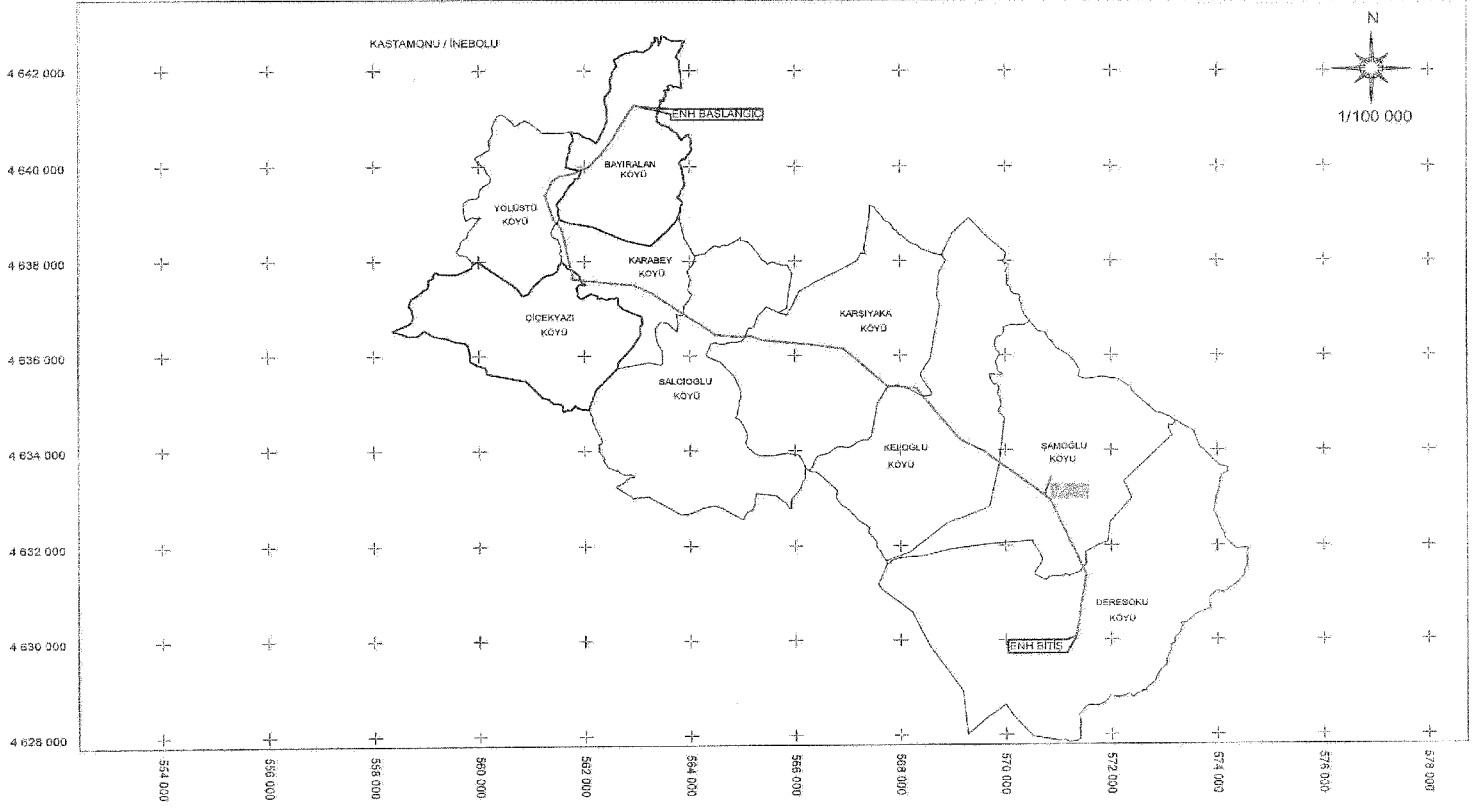 KASTAMONU / İNEBOLU
N
1/100 000
4 642 000
ENH BAŞLANGIÇ
4 640 000
BAYIRALAN
KÖYÜ
YOLÜSTÜ
KÖYÜ
4 638 000
KARABEY
KÖYÜ
ÇİÇEKYAZI
KÖYÜ
KARŞIYAKA
KÖYÜ
4 636 000
SALCIOĞLU
KÖYÜ
4 634 000
KÖYÜ
ŞAMOĞLU
KÖYÜ
4 632 000
DERESÖKÜ
KÖYÜ
4 630 000
ENH BİTİŞ
4 628 000
554 000
556 000
558 000
560 000
562 000
564 000
566 000
568 000
570 000
572 000
574 000
576 000
578 000